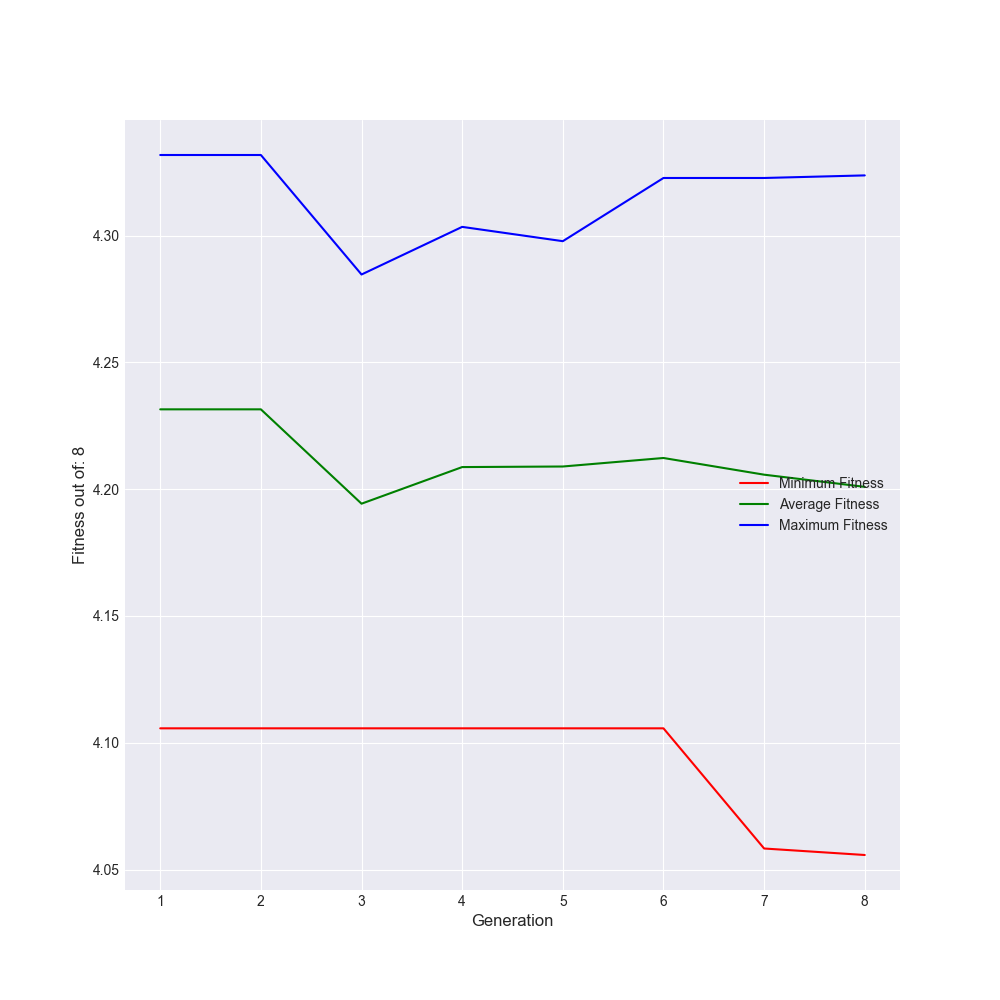 4.30
4.25
4.20
4.15
4.10
4.05
Fitness out of: 8
Minimum Fitness
Average Fitness
Maximum Fitness
1 2 3 4 5 6 7 8
Generation